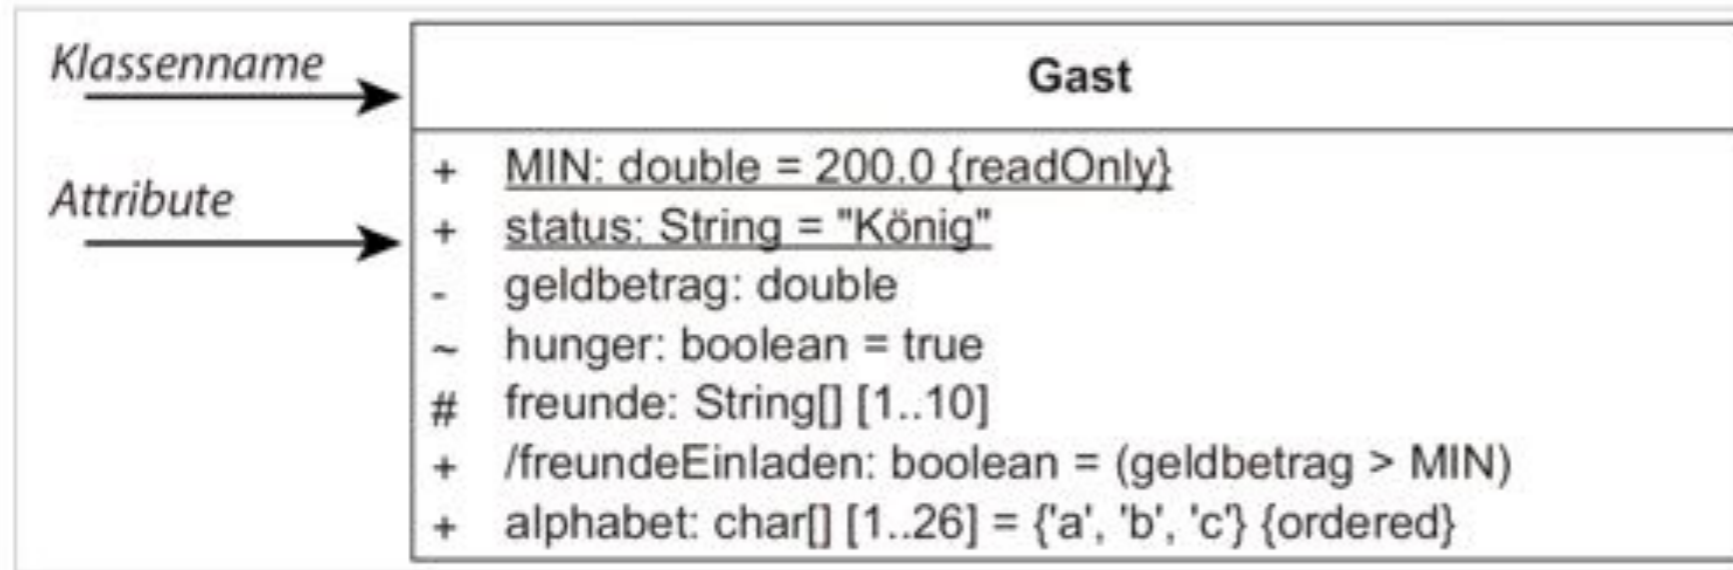 Klassenname
Gast
Attribute
+ MIN: double = 200.0 {readOnly}
+ status: String = "König"
- geldbetrag: double
~ hunger: boolean = true
# freunde: String[] [1..10]
+ /freundeEinladen: boolean = (geldbetrag > MIN)
+ alphabet: char[] [1..26] = {'a', 'b', 'c'} {ordered}